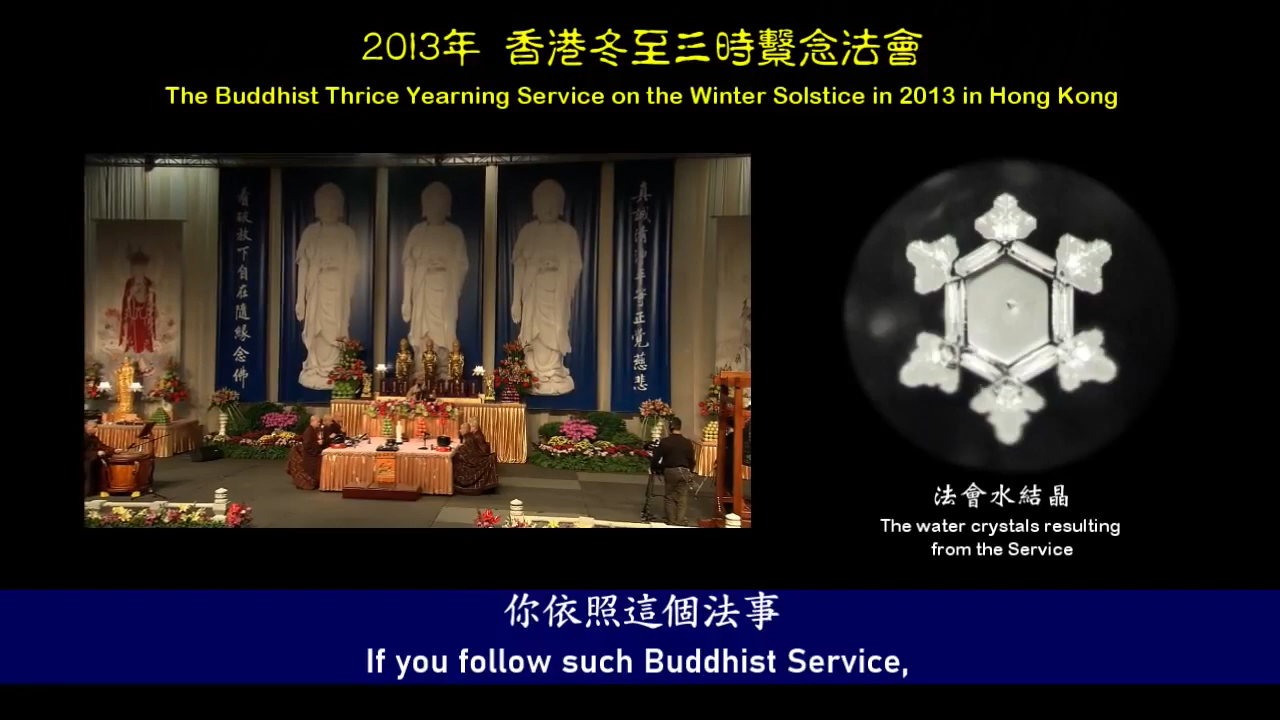 2013年 香港冬至三時繫念法會
The Buddhist Thrice Yearning Service on the Winter Solstice in 2013 in Hong Kong
看破放下自在隨緣念佛
真誠清淨平等正覺慈悲
法會水結晶
The water crystals resulting
from the Service
你依照這個法事
If you follow such Buddhist Service,